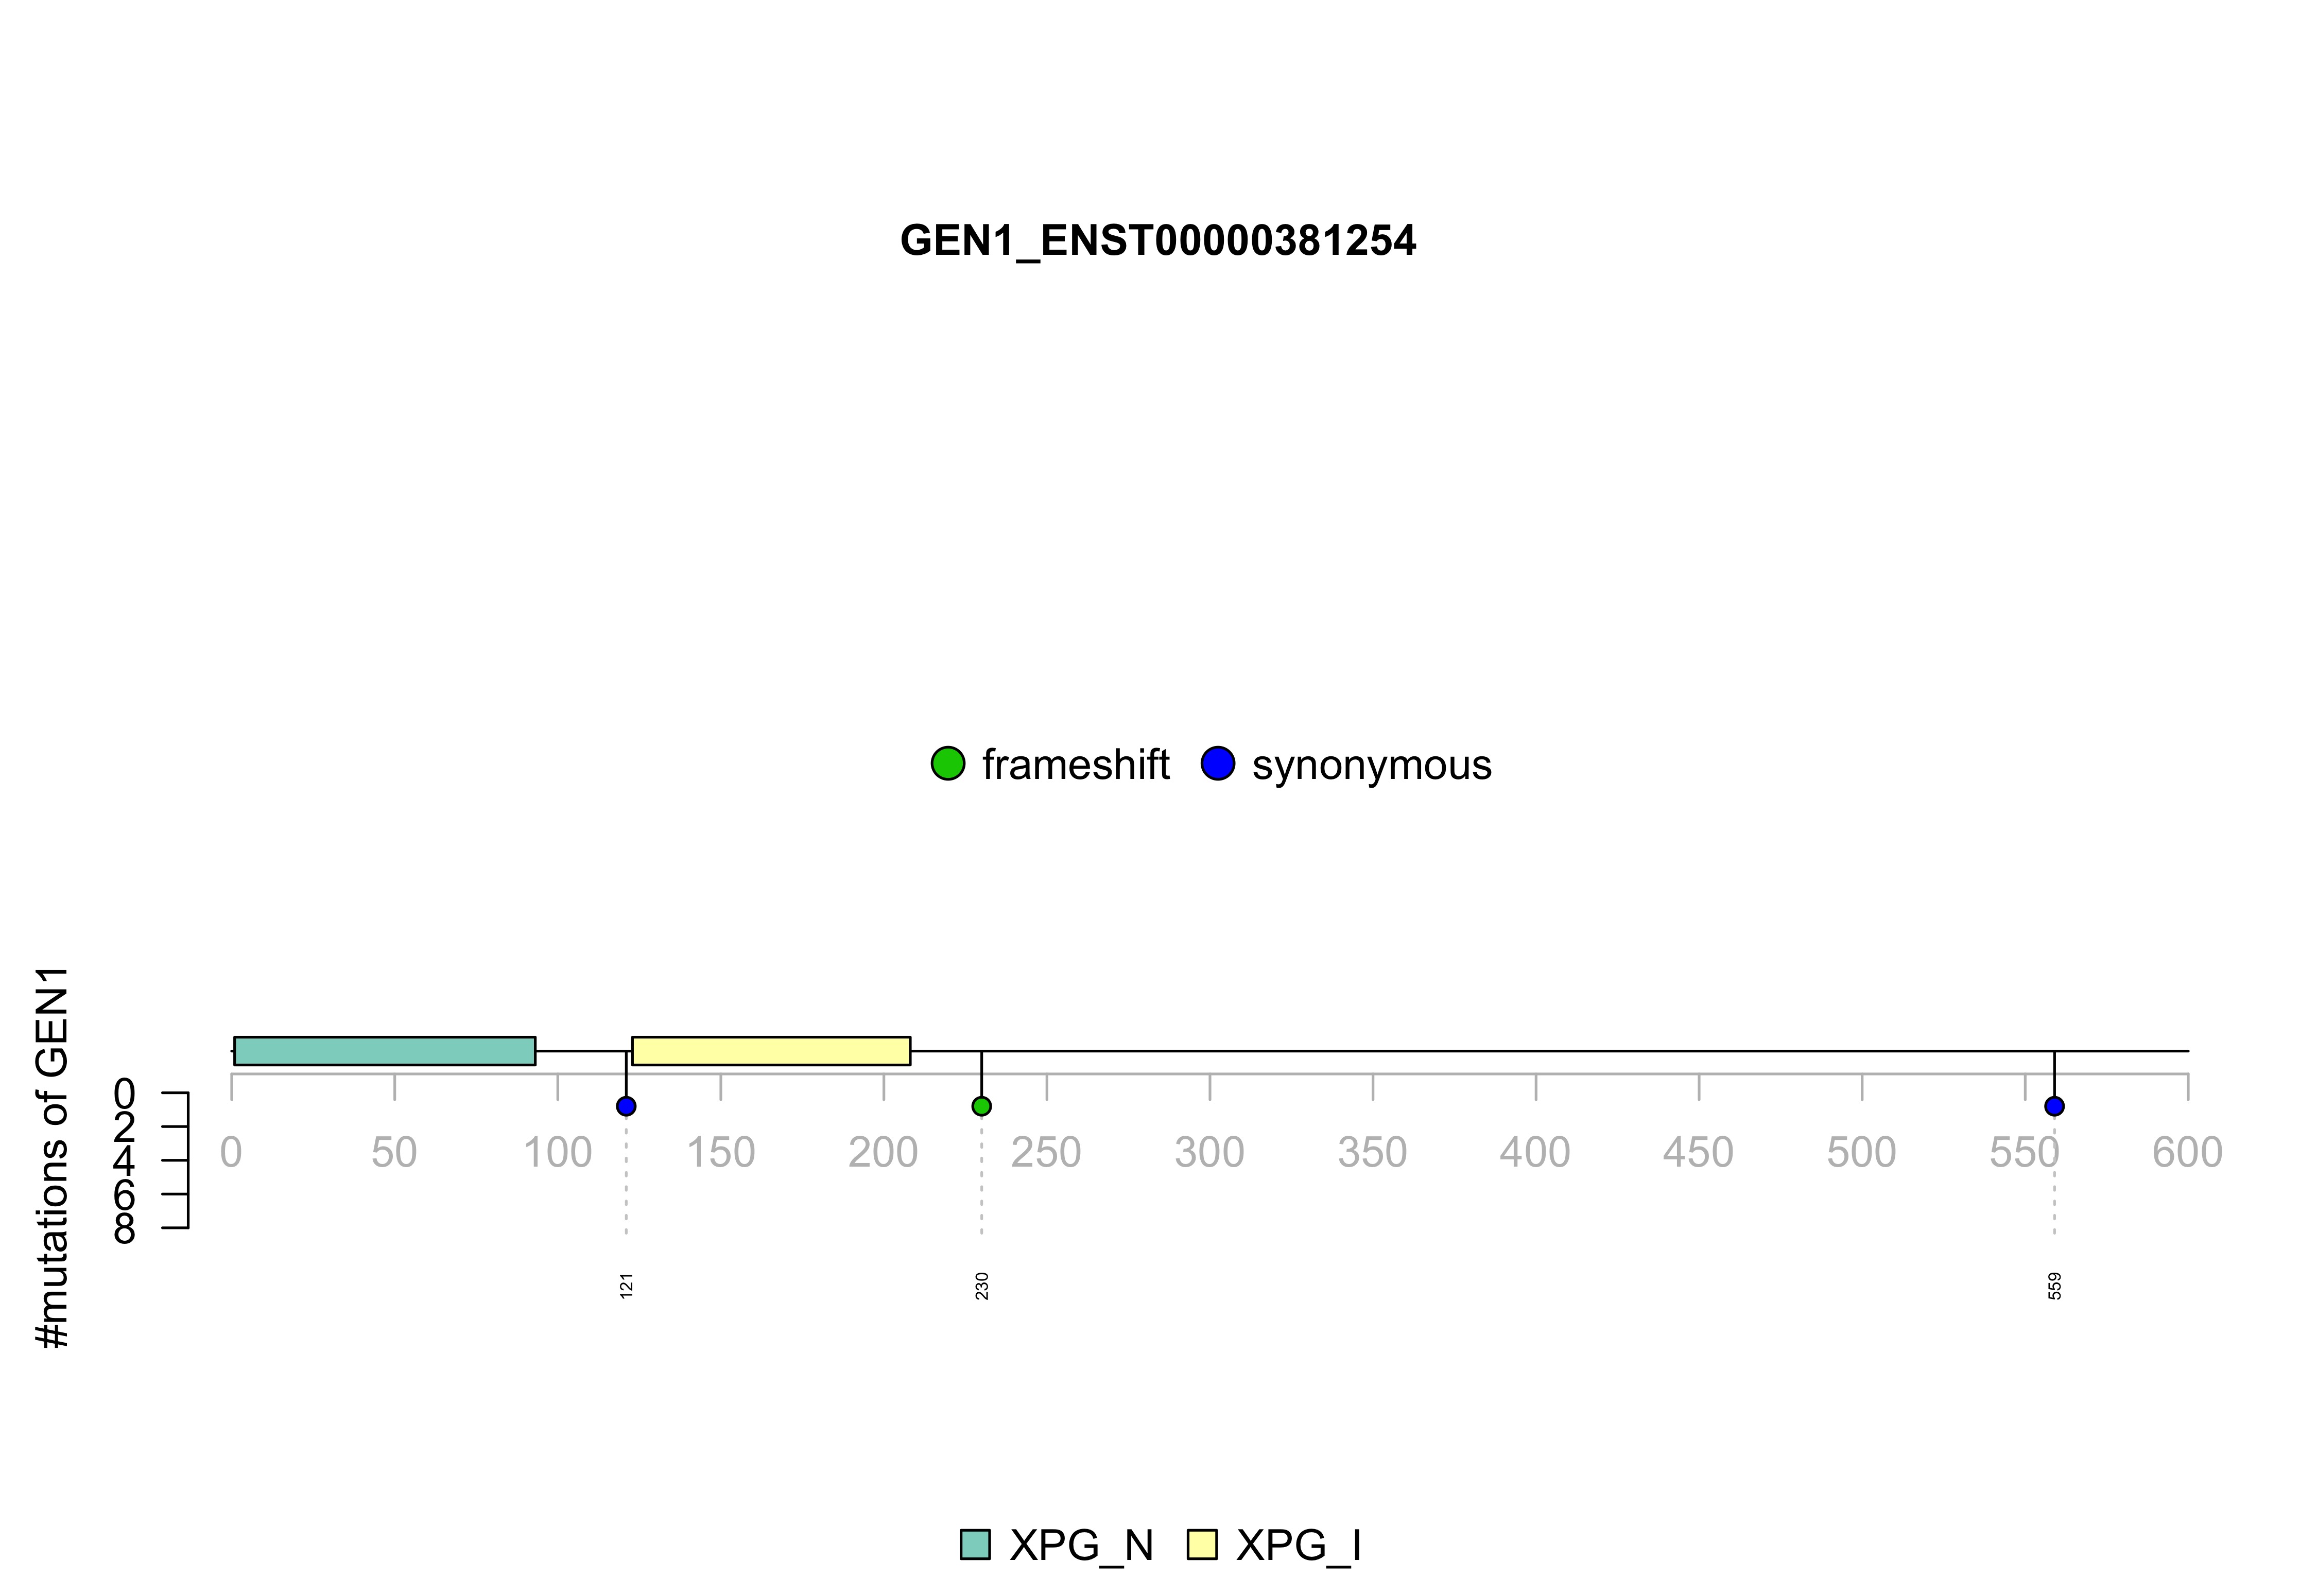 GEN1_ENST00000381254
frameshift synonymous
#mutations of GEN1
0
2
4
6
8
0 50 100 150 200 250 300 350 400 450 500 550 600
121 230 559
XPG_N XPG_I